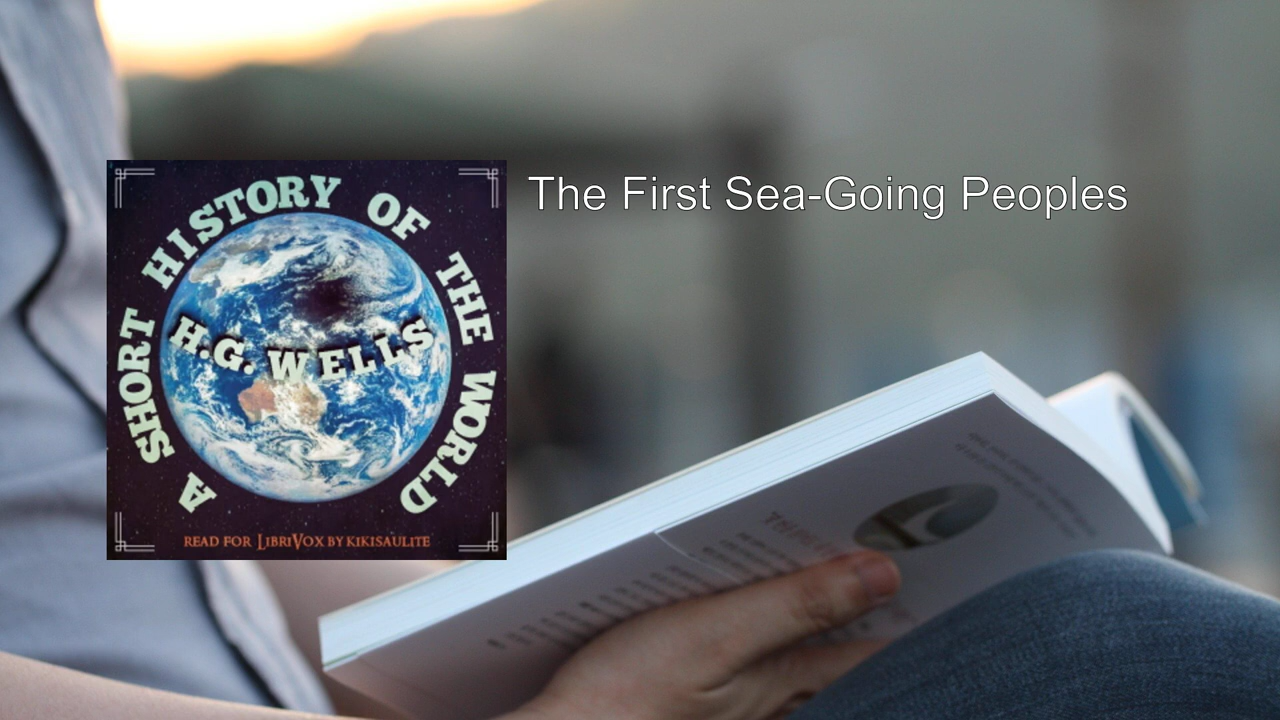 The First Sea-Going Peoples
A SHORT HISTORY OF THE WORLD
H.G. WELLS
READ FOR LIBRIVOX BY KIKISAULITE